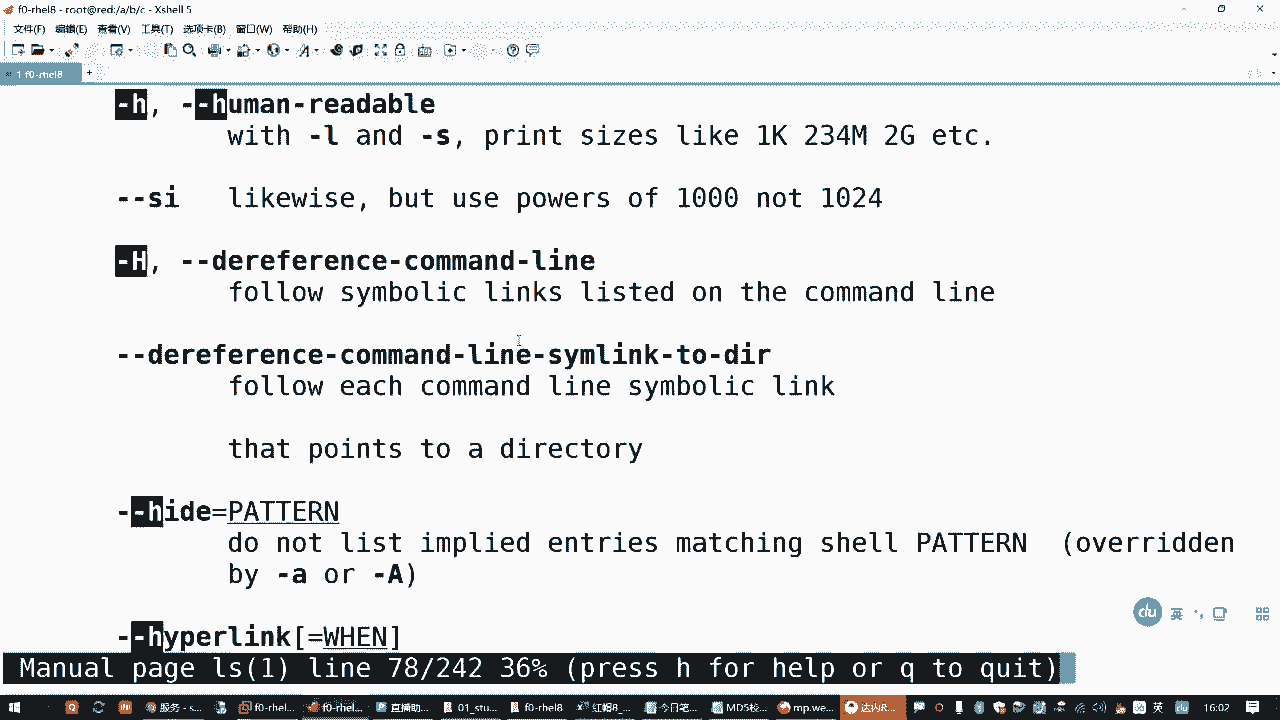 f0-rhel8 - root@red:/a/b/c - Xshell 5
文件(F) 编辑(E) 查看(V) 工具(T) 选项卡(B) 窗口(W) 帮助(H)
1 f0-rhel8 +
-h, --human-readable
with -l and -s, print sizes like 1K 234M 2G etc.
--si likewise, but use powers of 1000 not 1024
-H, --dereference-command-line
follow symbolic links listed on the command line
--dereference-command-line-symlink-to-dir
follow each command line symbolic link
that points to a directory
--hide=PATTERN
do not list implied entries matching shell PATTERN (overridden
by -a or -A)
du 英
--hyperlink[=WHEN]
Manual page ls(1) line 78/242 36% (press h for help or q to quit)
服务 - s... f0-rhel... f0-rhel... 直播助... 01_stu... f0-rhel8 红帽8_... 今日笔... MD5校... mp.we... 达内R... 英 du 16:02